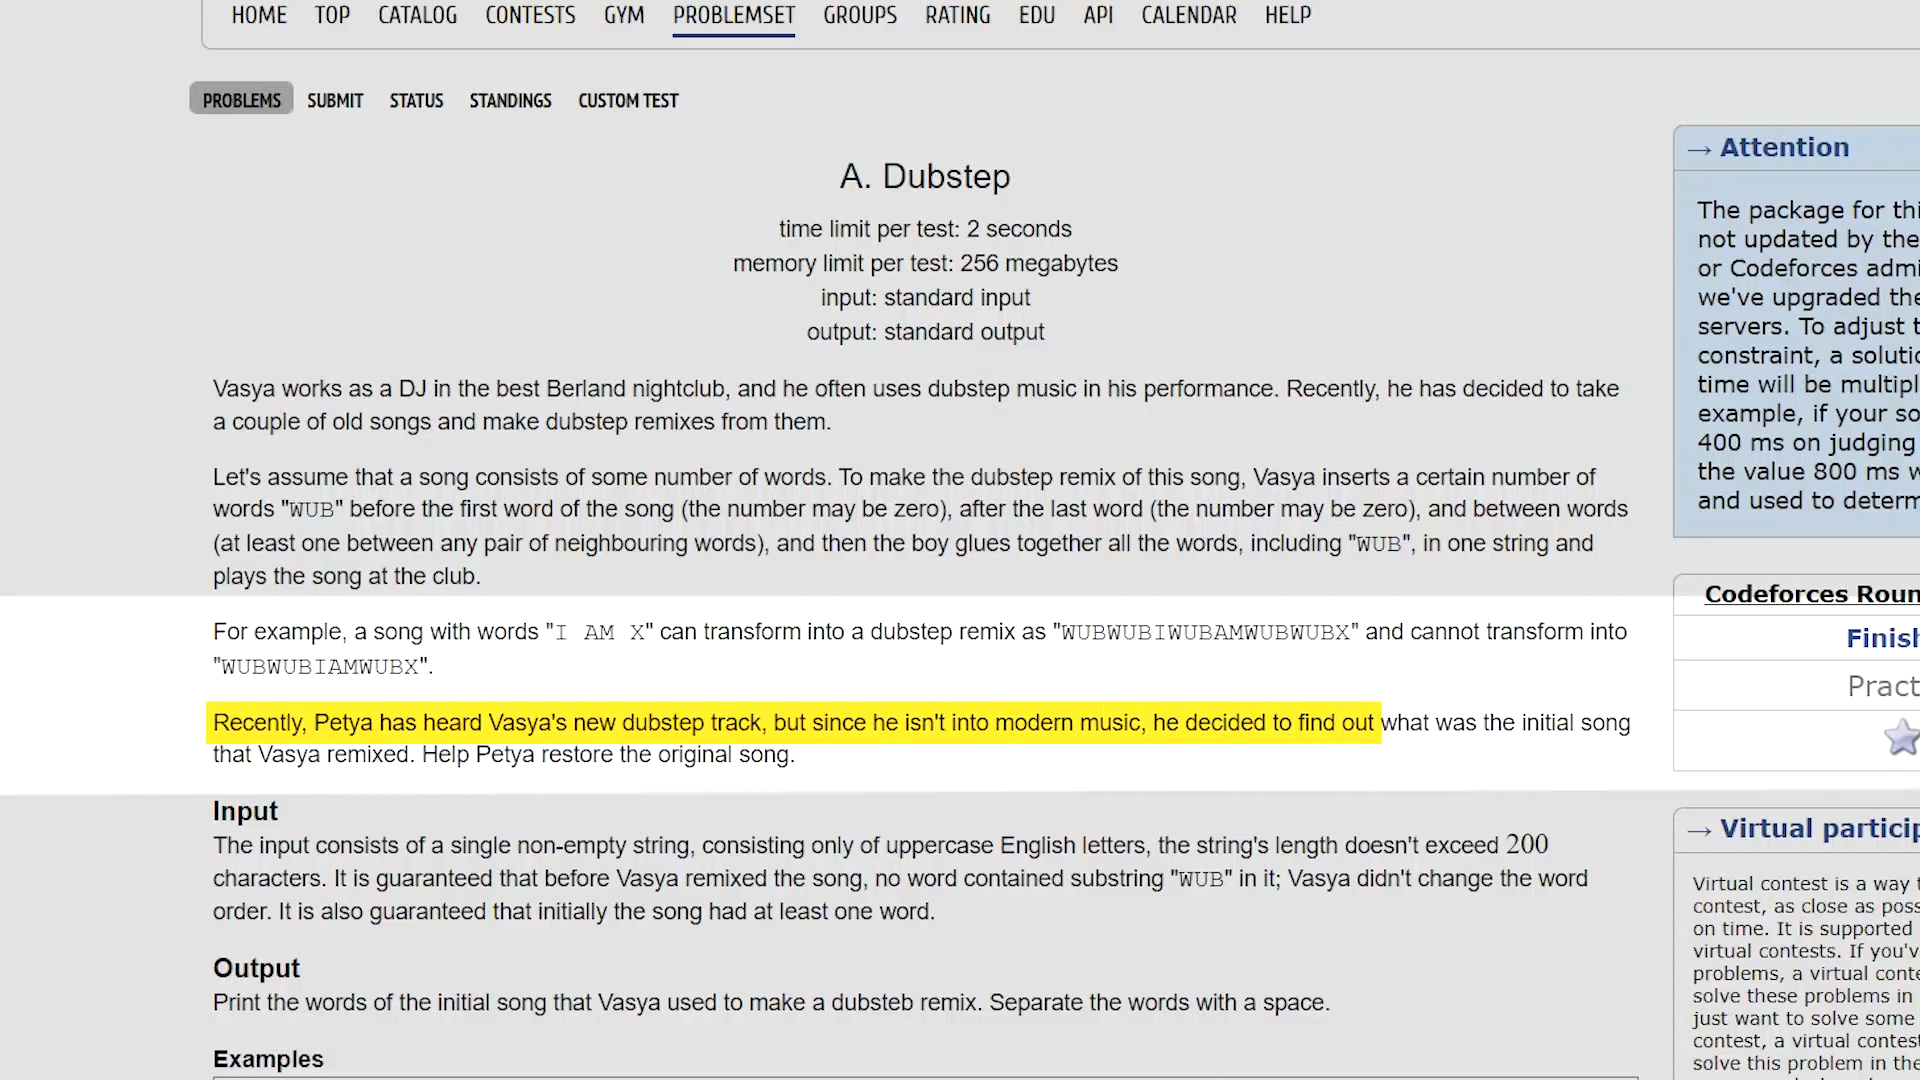 HOME TOP CATALOG CONTESTS GYM PROBLEMSET GROUPS RATING EDU API CALENDAR HELP
PROBLEMS SUBMIT STATUS STANDINGS CUSTOM TEST
A. Dubstep
time limit per test: 2 seconds
memory limit per test: 256 megabytes
input: standard input
output: standard output
Vasya works as a DJ in the best Berland nightclub, and he often uses dubstep music in his performance. Recently, he has decided to take
a couple of old songs and make dubstep remixes from them.
Let's assume that a song consists of some number of words. To make the dubstep remix of this song, Vasya inserts a certain number of
words "WUB" before the first word of the song (the number may be zero), after the last word (the number may be zero), and between words
(at least one between any pair of neighbouring words), and then the boy glues together all the words, including "WUB", in one string and
plays the song at the club.
For example, a song with words "I AM X" can transform into a dubstep remix as "WUBWUBIWUBAMWUBWUBX" and cannot transform into
"WUBWUBIAMWUBX".
Recently, Petya has heard Vasya's new dubstep track, but since he isn't into modern music, he decided to find out what was the initial song
that Vasya remixed. Help Petya restore the original song.
Input
The input consists of a single non-empty string, consisting only of uppercase English letters, the string's length doesn't exceed 200
characters. It is guaranteed that before Vasya remixed the song, no word contained substring "WUB" in it; Vasya didn't change the word
order. It is also guaranteed that initially the song had at least one word.
Output
Print the words of the initial song that Vasya used to make a dubsteb remix. Separate the words with a space.
Examples
→ Attention
The package for thi
not updated by the
or Codeforces admi
we've upgraded the
servers. To adjust t
constraint, a solutio
time will be multipl
example, if your so
400 ms on judging
the value 800 ms w
and used to determ
Codeforces Roun
Finish
Pract
→ Virtual particip
Virtual contest is a way t
contest, as close as poss
on time. It is supported
virtual contests. If you'v
problems, a virtual conte
solve these problems in
just want to solve some
contest, a virtual contest
solve this problem in the